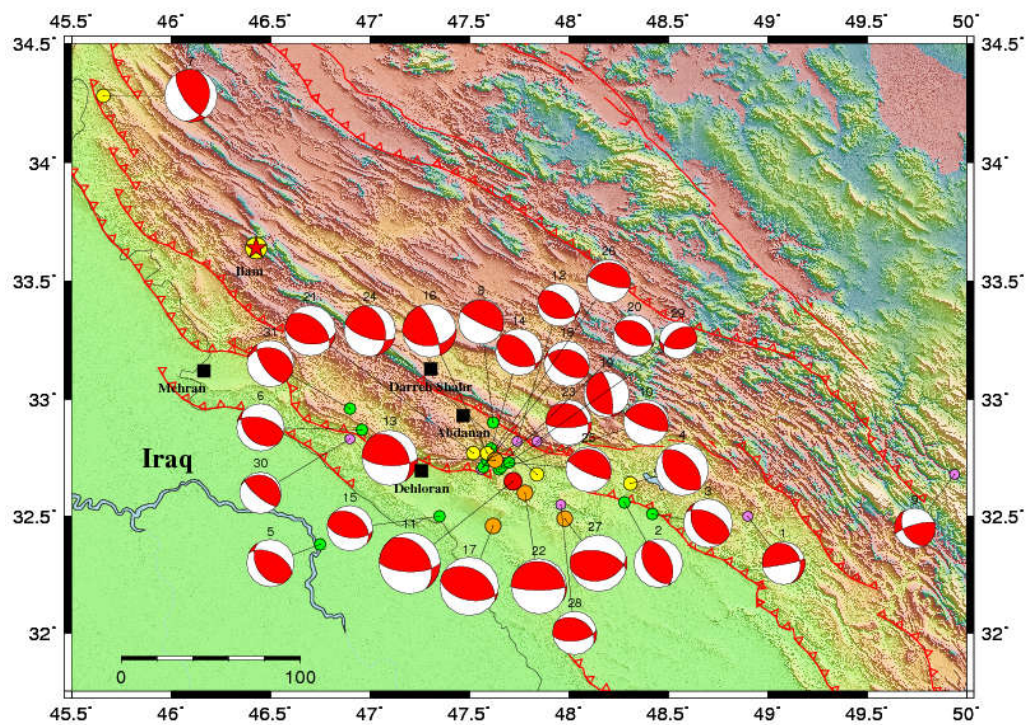 45.5° 46° 46.5° 47° 47.5° 48° 48.5° 49° 49.5° 50°
34.5° 34.5°
7
34° 34°
Ilam
33.5° 26 33.5°
12
21 24 16 8 20 29
14 18
31 19
Mehran Darreh Shahr
33° 33°
6 13 23 10
Abdanan
Iraq 25 4
30 Dehloran
3 9
32.5° 15 32.5°
5 11 27 2 1
17 22
28
32° 32°
0 100
45.5° 46° 46.5° 47° 47.5° 48° 48.5° 49° 49.5° 50°